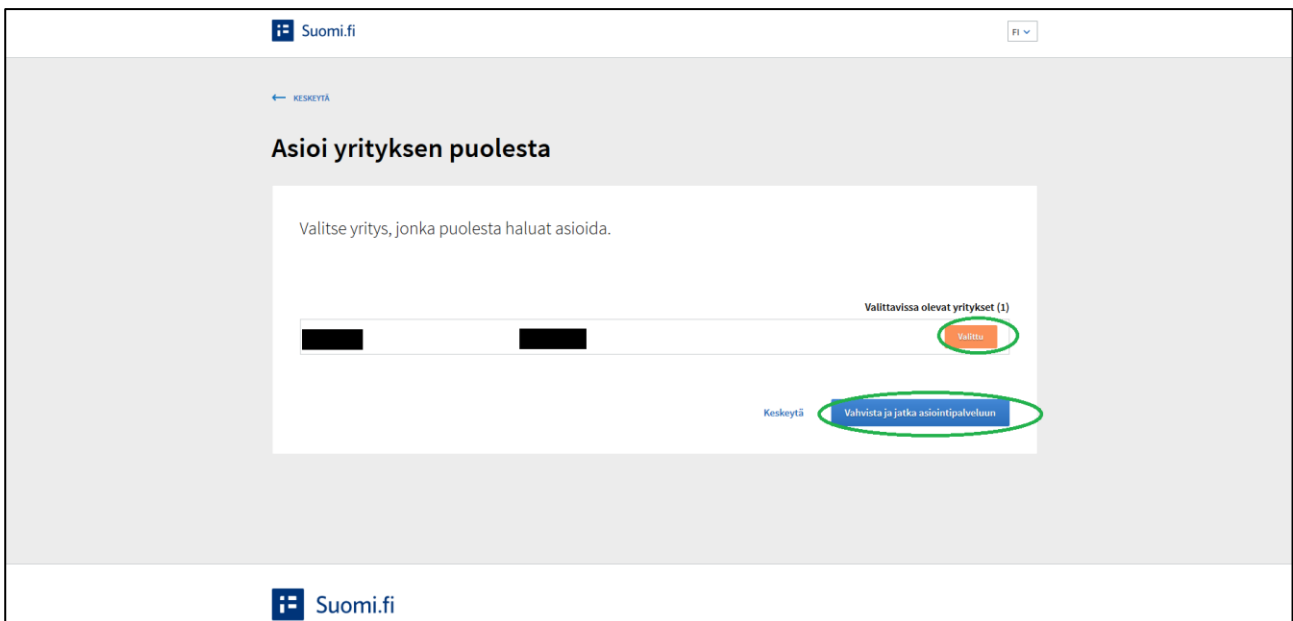 Suomi.fi
FI
← KESKEYTÄ
Asioi yrityksen puolesta
Valitse yritys, jonka puolesta haluat asioida.
Valittavissa olevat yritykset (1)
Valittu
Keskeytä
Vahvista ja jatka asiointipalveluun
Suomi.fi